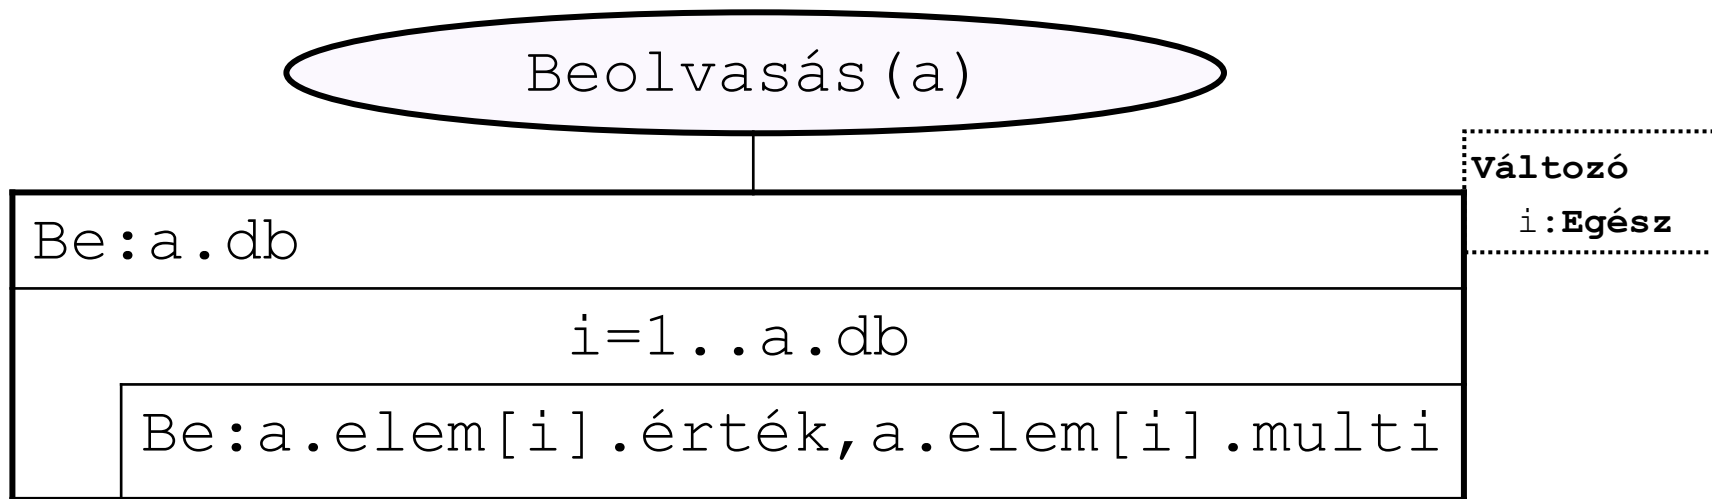 Beolvasás(a)
Változó
i:Egész
Be:a.db
i=1..a.db
Be:a.elem[i].érték,a.elem[i].multi